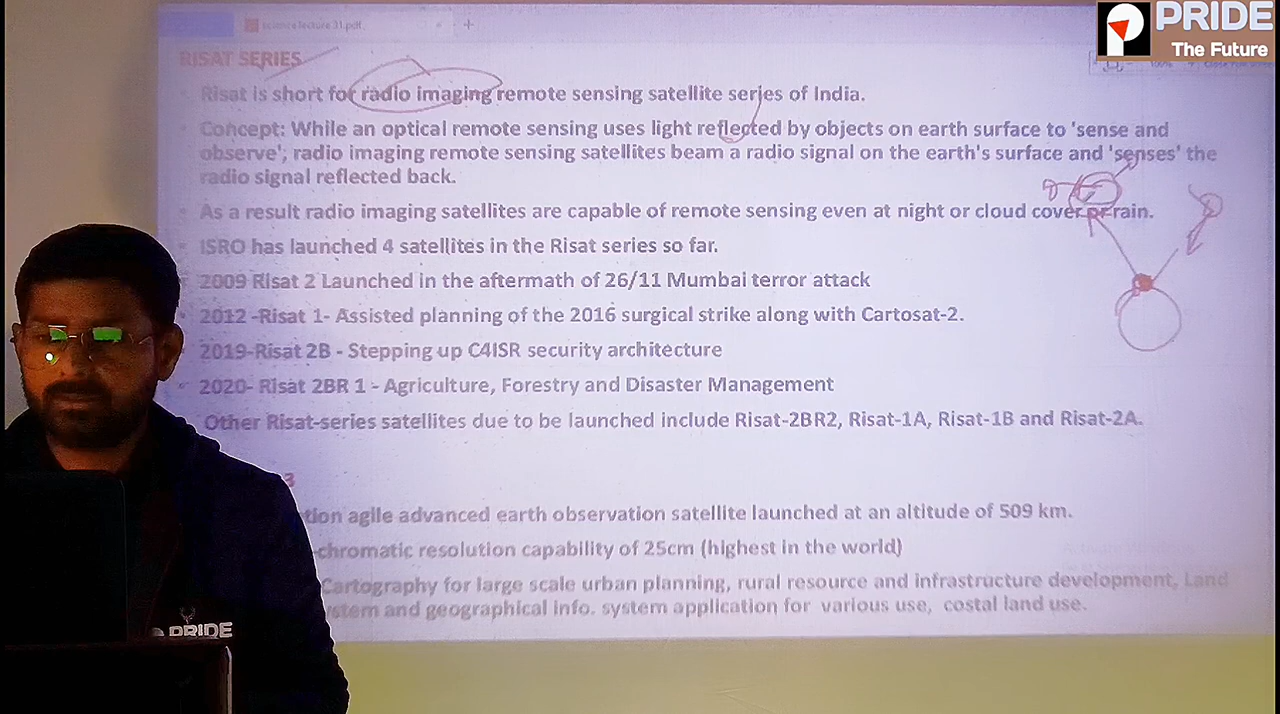 PRIDE
The Future
science lecture 31.pdf
RISAT SERIES
Risat is short for radio imaging remote sensing satellite series of India.
Concept: While an optical remote sensing uses light reflected by objects on earth surface to 'sense and
observe', radio imaging remote sensing satellites beam a radio signal on the earth's surface and 'senses' the
radio signal reflected back.
As a result radio imaging satellites are capable of remote sensing even at night or cloud cover or rain.
ISRO has launched 4 satellites in the Risat series so far.
2009 Risat 2 Launched in the aftermath of 26/11 Mumbai terror attack
2012 -Risat 1- Assisted planning of the 2016 surgical strike along with Cartosat-2.
2019-Risat 2B - Stepping up C4ISR security architecture
2020- Risat 2BR 1 - Agriculture, Forestry and Disaster Management
Other Risat-series satellites due to be launched include Risat-2BR2, Risat-1A, Risat-1B and Risat-2A.
3
tion agile advanced earth observation satellite launched at an altitude of 509 km.
-chromatic resolution capability of 25cm (highest in the world)
Cartography for large scale urban planning, rural resource and infrastructure development, Land
stem and geographical info. system application for various use, costal land use.
PRIDE